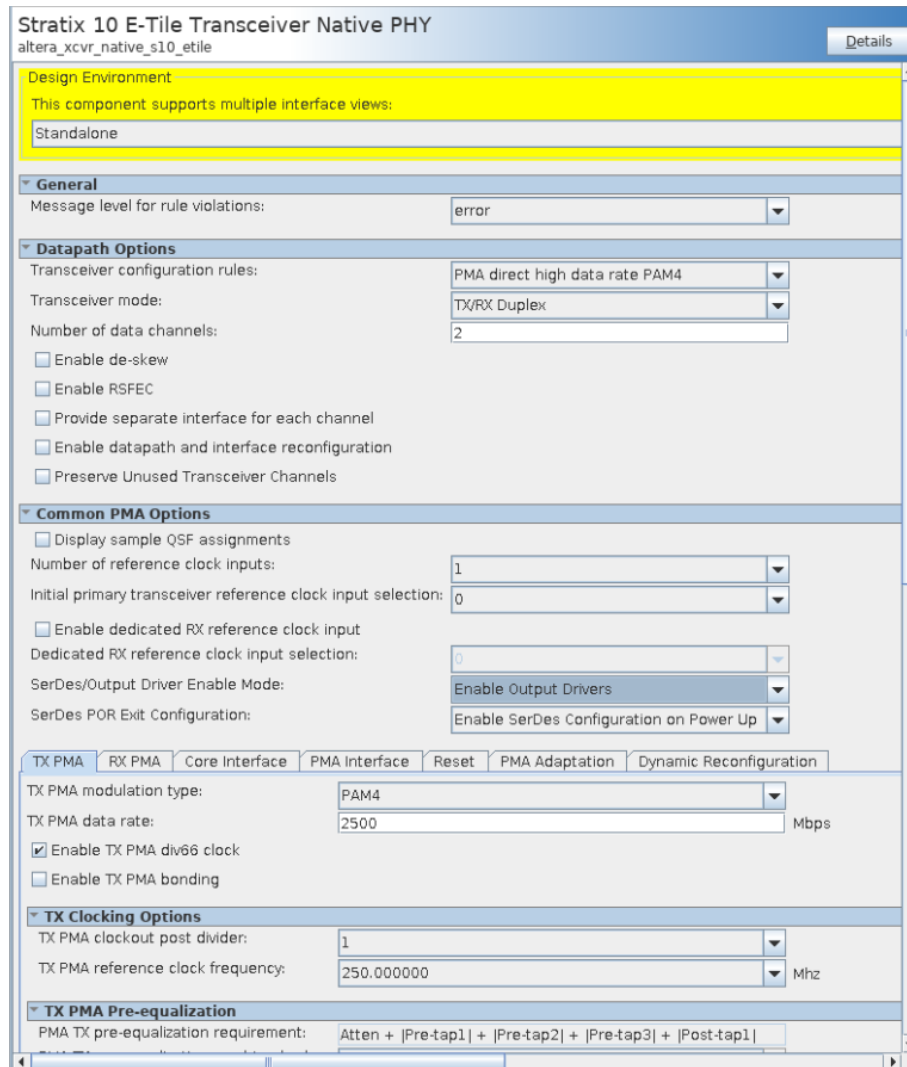 Stratix 10 E-Tile Transceiver Native PHY
altera_xcvr_native_s10_etile
Details
Design Environment
This component supports multiple interface views:
Standalone
General
Message level for rule violations: error
Datapath Options
Transceiver configuration rules: PMA direct high data rate PAM4
Transceiver mode: TX/RX Duplex
Number of data channels: 2
Enable de-skew
Enable RSFEC
Provide separate interface for each channel
Enable datapath and interface reconfiguration
Preserve Unused Transceiver Channels
Common PMA Options
Display sample QSF assignments
Number of reference clock inputs: 1
Initial primary transceiver reference clock input selection: 0
Enable dedicated RX reference clock input
Dedicated RX reference clock input selection: 0
SerDes/Output Driver Enable Mode: Enable Output Drivers
SerDes POR Exit Configuration: Enable SerDes Configuration on Power Up
TX PMA RX PMA Core Interface PMA Interface Reset PMA Adaptation Dynamic Reconfiguration
TX PMA modulation type: PAM4
TX PMA data rate: 2500 Mbps
Enable TX PMA div66 clock
Enable TX PMA bonding
TX Clocking Options
TX PMA clockout post divider: 1
TX PMA reference clock frequency: 250.000000 Mhz
TX PMA Pre-equalization
PMA TX pre-equalization requirement: Atten + |Pre-tap1| + |Pre-tap2| + |Pre-tap3| + |Post-tap1|